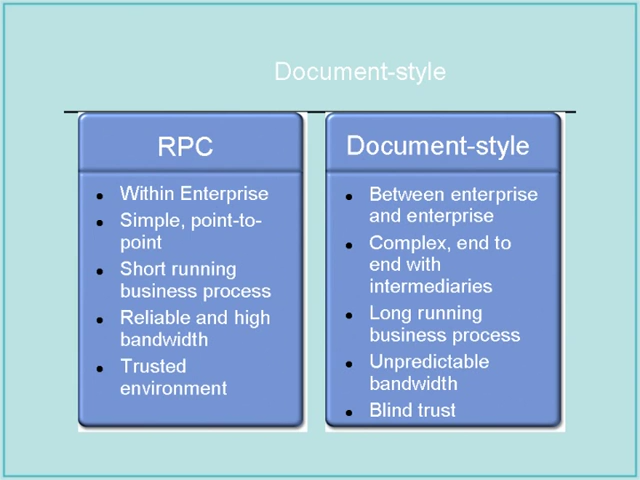 Document-style
RPC
Within Enterprise
Simple, point-to-
point
Short running
business process
Reliable and high
bandwidth
Trusted
environment
Document-style
Between enterprise
and enterprise
Complex, end to
end with
intermediaries
Long running
business process
Unpredictable
bandwidth
Blind trust